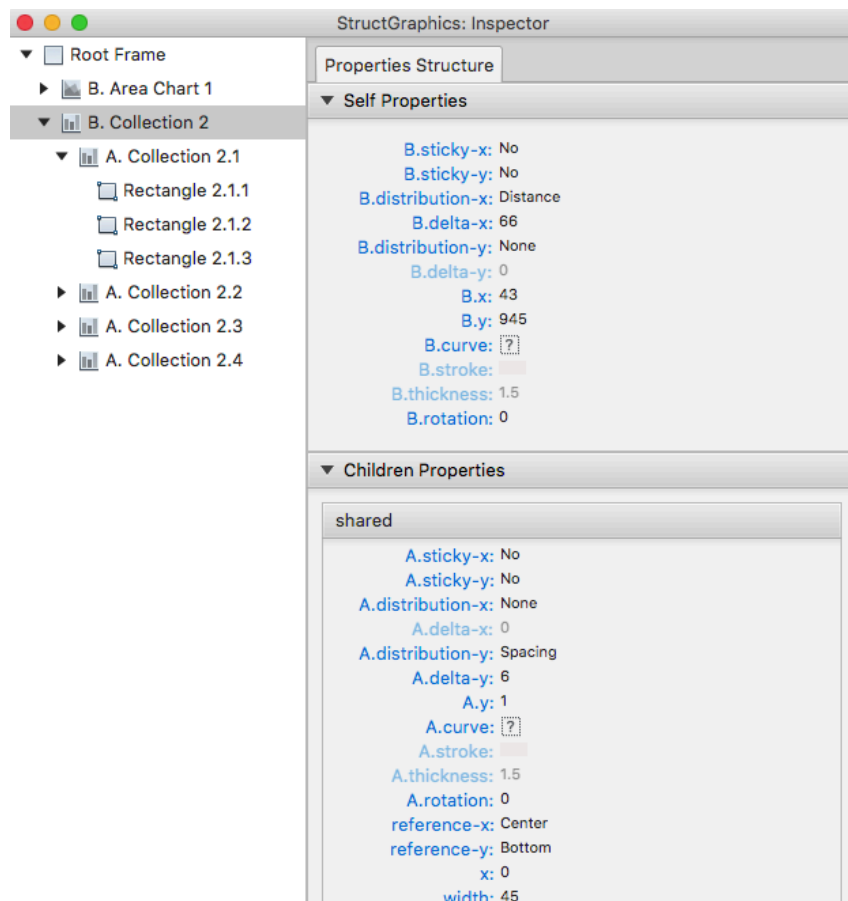 StructGraphics: Inspector
Root Frame
B. Area Chart 1
B. Collection 2
A. Collection 2.1
Rectangle 2.1.1
Rectangle 2.1.2
Rectangle 2.1.3
A. Collection 2.2
A. Collection 2.3
A. Collection 2.4
Properties Structure
Self Properties
B.sticky-x: No
B.sticky-y: No
B.distribution-x: Distance
B.delta-x: 66
B.distribution-y: None
B.delta-y: 0
B.x: 43
B.y: 945
B.curve: ?
B.stroke:
B.thickness: 1.5
B.rotation: 0
Children Properties
shared
A.sticky-x: No
A.sticky-y: No
A.distribution-x: None
A.delta-x: 0
A.distribution-y: Spacing
A.delta-y: 6
A.y: 1
A.curve: ?
A.stroke:
A.thickness: 1.5
A.rotation: 0
reference-x: Center
reference-y: Bottom
x: 0
width: 45